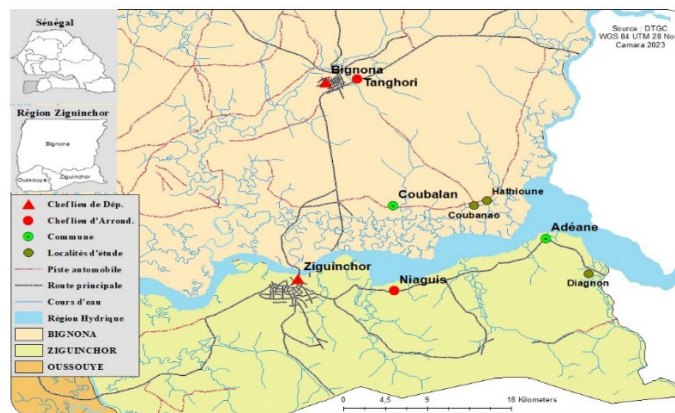 Sénégal
Région Ziguinchor
Bignona
Oussouye
Ziguinchor
Chef lieu de Dép.
Chef lieu d'Arrond.
Commune
Localités d'étude
Piste automobile
Route principale
Cours d'eau
Région Hydrique
BIGNONA
ZIGUINCHOR
OUSSOUYE
Source : DTGC
WGS 84 UTM 28 Nor
Camara 2023
Bignona
Tanghori
Coubalan
Hathioune
Coubanao
Adéane
Ziguinchor
Niaguis
Diagnon
0 4,5 9 18 Kilometers